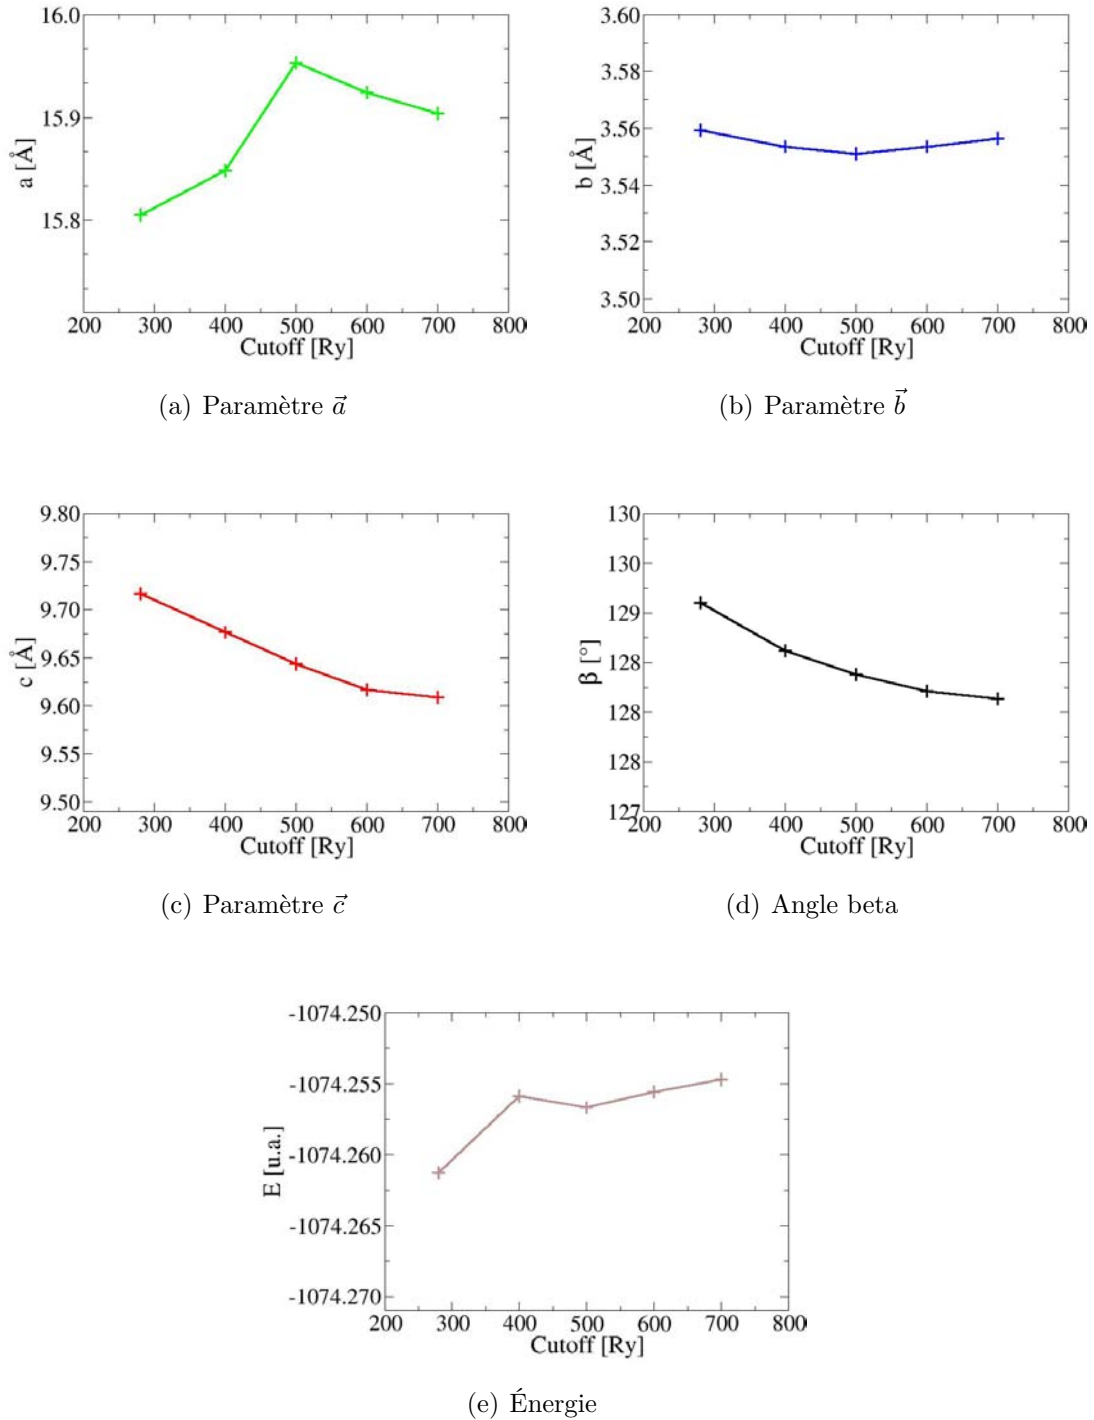 16.0
15.9
15.8
a [Å]
200 300 400 500 600 700 800
Cutoff [Ry]
(a) Paramètre $\vec{a}$
3.60
3.58
3.56
3.54
3.52
3.50
b [Å]
200 300 400 500 600 700 800
Cutoff [Ry]
(b) Paramètre $\vec{b}$
9.80
9.75
9.70
9.65
9.60
9.55
9.50
c [Å]
200 300 400 500 600 700 800
Cutoff [Ry]
(c) Paramètre $\vec{c}$
130
130
129
128
128
128
127
β [°]
200 300 400 500 600 700 800
Cutoff [Ry]
(d) Angle beta
-1074.250
-1074.255
-1074.260
-1074.265
-1074.270
E [u.a.]
200 300 400 500 600 700 800
Cutoff [Ry]
(e) Énergie